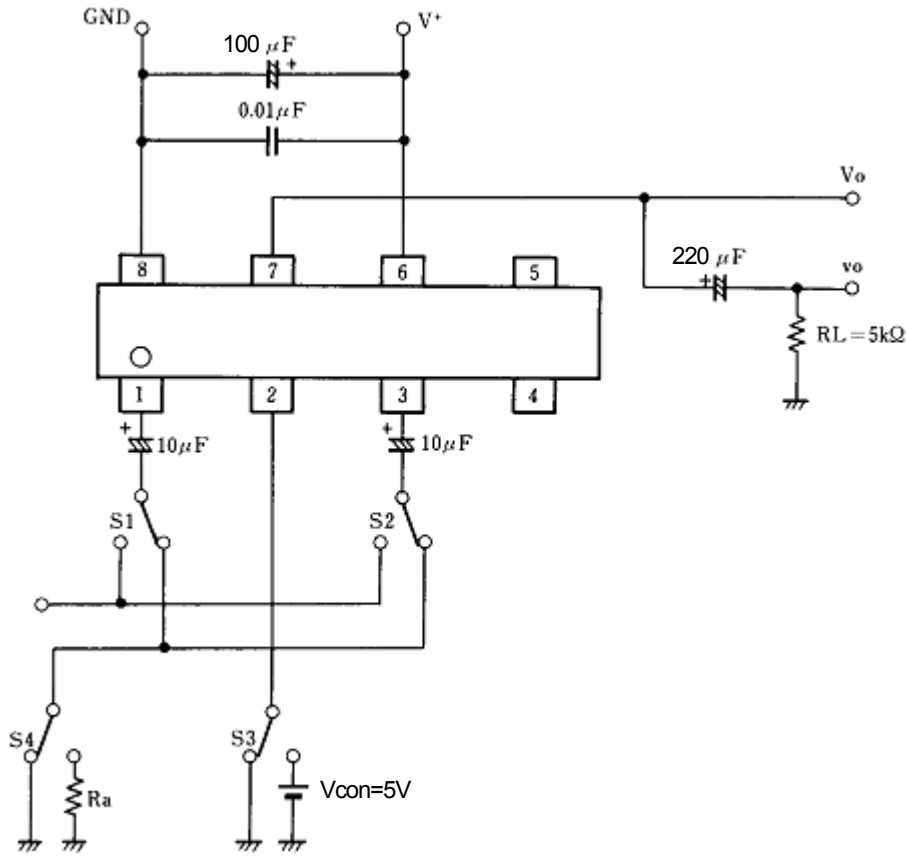 GND
V+
100 μF
+
0.01μF
Vo
8
7
6
5
220 μF
+
vo
RL=5kΩ
1
2
3
4
+
10μF
+
10μF
S1
S2
S4
S3
Ra
Vcon=5V